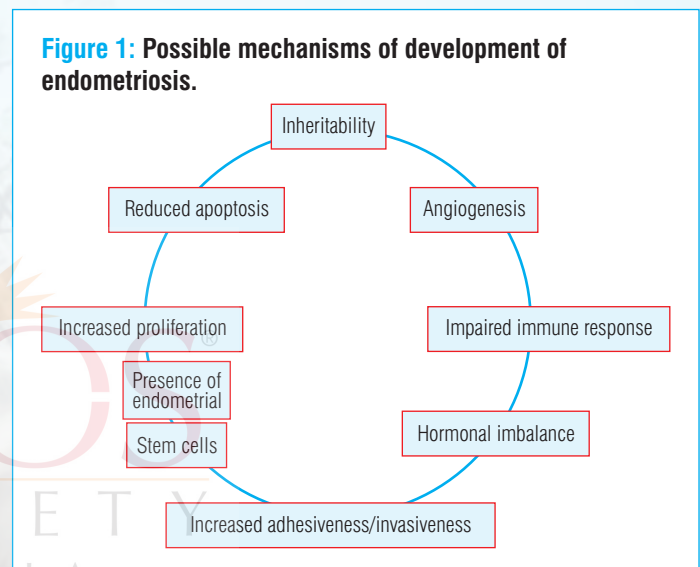 Figure 1: Possible mechanisms of development of
endometriosis.
Inheritability
Reduced apoptosis
Angiogenesis
Increased proliferation
Impaired immune response
Presence of
endometrial
Stem cells
Hormonal imbalance
Increased adhesiveness/invasiveness
OS®
E T Y